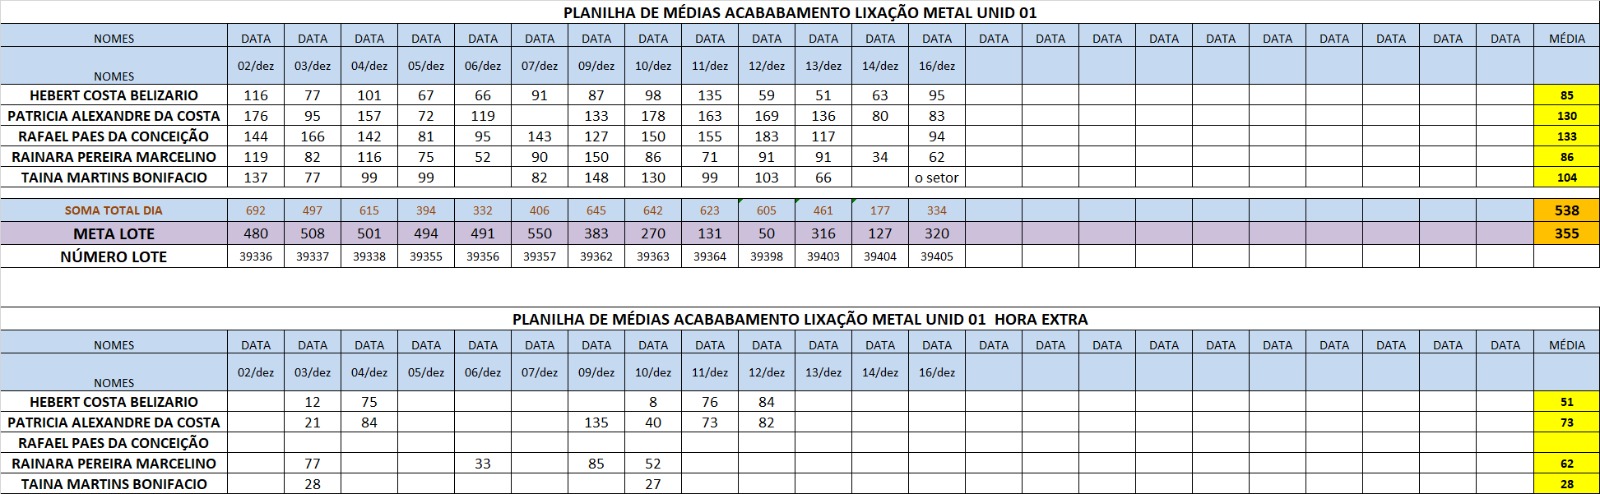 PLANILHA DE MÉDIAS ACABABAMENTO LIXAÇÃO METAL UNID 01
NOMES DATA DATA DATA DATA DATA DATA DATA DATA DATA DATA DATA DATA DATA DATA DATA DATA DATA DATA DATA DATA DATA DATA DATA MÉDIA
NOMES 02/dez 03/dez 04/dez 05/dez 06/dez 07/dez 09/dez 10/dez 11/dez 12/dez 13/dez 14/dez 16/dez
HEBERT COSTA BELIZARIO 116 77 101 67 66 91 87 98 135 59 51 63 95 85
PATRICIA ALEXANDRE DA COSTA 176 95 157 72 119 133 178 163 169 136 80 83 130
RAFAEL PAES DA CONCEIÇÃO 144 166 142 81 95 143 127 150 155 183 117 94 133
RAINARA PEREIRA MARCELINO 119 82 116 75 52 90 150 86 71 91 91 34 62 86
TAINA MARTINS BONIFACIO 137 77 99 99 82 148 130 99 103 66 o setor 104
SOMA TOTAL DIA 692 497 615 394 332 406 645 642 623 605 461 177 334 538
META LOTE 480 508 501 494 491 550 383 270 131 50 316 127 320 355
NÚMERO LOTE 39336 39337 39338 39355 39356 39357 39362 39363 39364 39398 39403 39404 39405
PLANILHA DE MÉDIAS ACABABAMENTO LIXAÇÃO METAL UNID 01 HORA EXTRA
NOMES DATA DATA DATA DATA DATA DATA DATA DATA DATA DATA DATA DATA DATA DATA DATA DATA DATA DATA DATA DATA DATA DATA DATA MÉDIA
NOMES 02/dez 03/dez 04/dez 05/dez 06/dez 07/dez 09/dez 10/dez 11/dez 12/dez 13/dez 14/dez 16/dez
HEBERT COSTA BELIZARIO 12 75 8 76 84 51
PATRICIA ALEXANDRE DA COSTA 21 84 135 40 73 82 73
RAFAEL PAES DA CONCEIÇÃO
RAINARA PEREIRA MARCELINO 77 33 85 52 62
TAINA MARTINS BONIFACIO 28 27 28